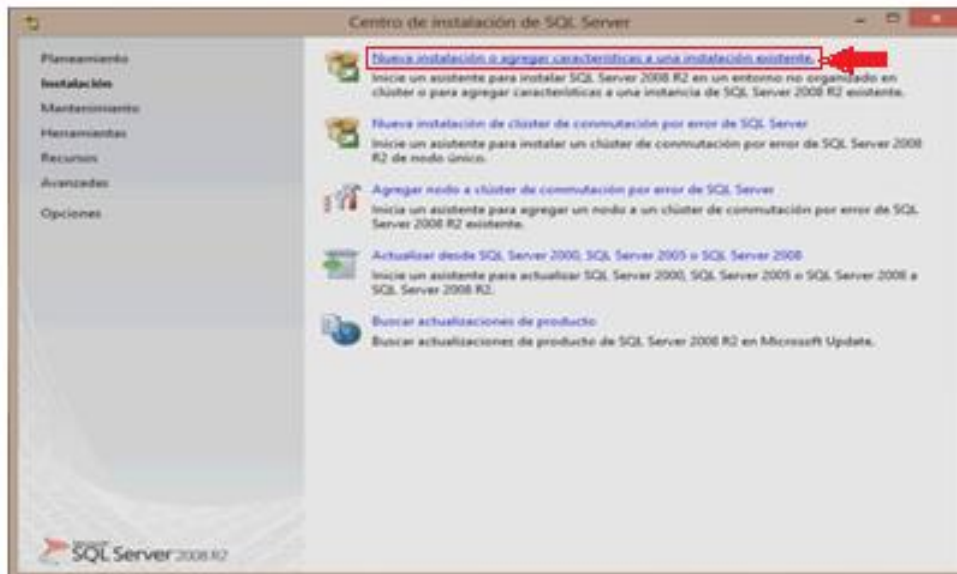 Centro de instalación de SQL Server
Planeamiento
Instalación
Mantenimiento
Herramientas
Recursos
Avanzadas
Opciones
Nueva instalación o agregar características a una instalación existente.
Inicie un asistente para instalar SQL Server 2008 R2 en un entorno no organizado en
clúster o para agregar características a una instancia de SQL Server 2008 R2 existente.
Nueva instalación de clúster de conmutación por error de SQL Server
Inicie un asistente para instalar un clúster de conmutación por error de SQL Server 2008
R2 de nodo único.
Agregar nodo a clúster de conmutación por error de SQL Server
Inicia un asistente para agregar un nodo a un clúster de conmutación por error de SQL
Server 2008 R2 existente.
Actualizar desde SQL Server 2000, SQL Server 2005 o SQL Server 2008
Inicie un asistente para actualizar SQL Server 2000, SQL Server 2005 o SQL Server 2008 a
SQL Server 2008 R2.
Buscar actualizaciones de producto
Buscar actualizaciones de producto de SQL Server 2008 R2 en Microsoft Update.
SQL Server 2008 R2